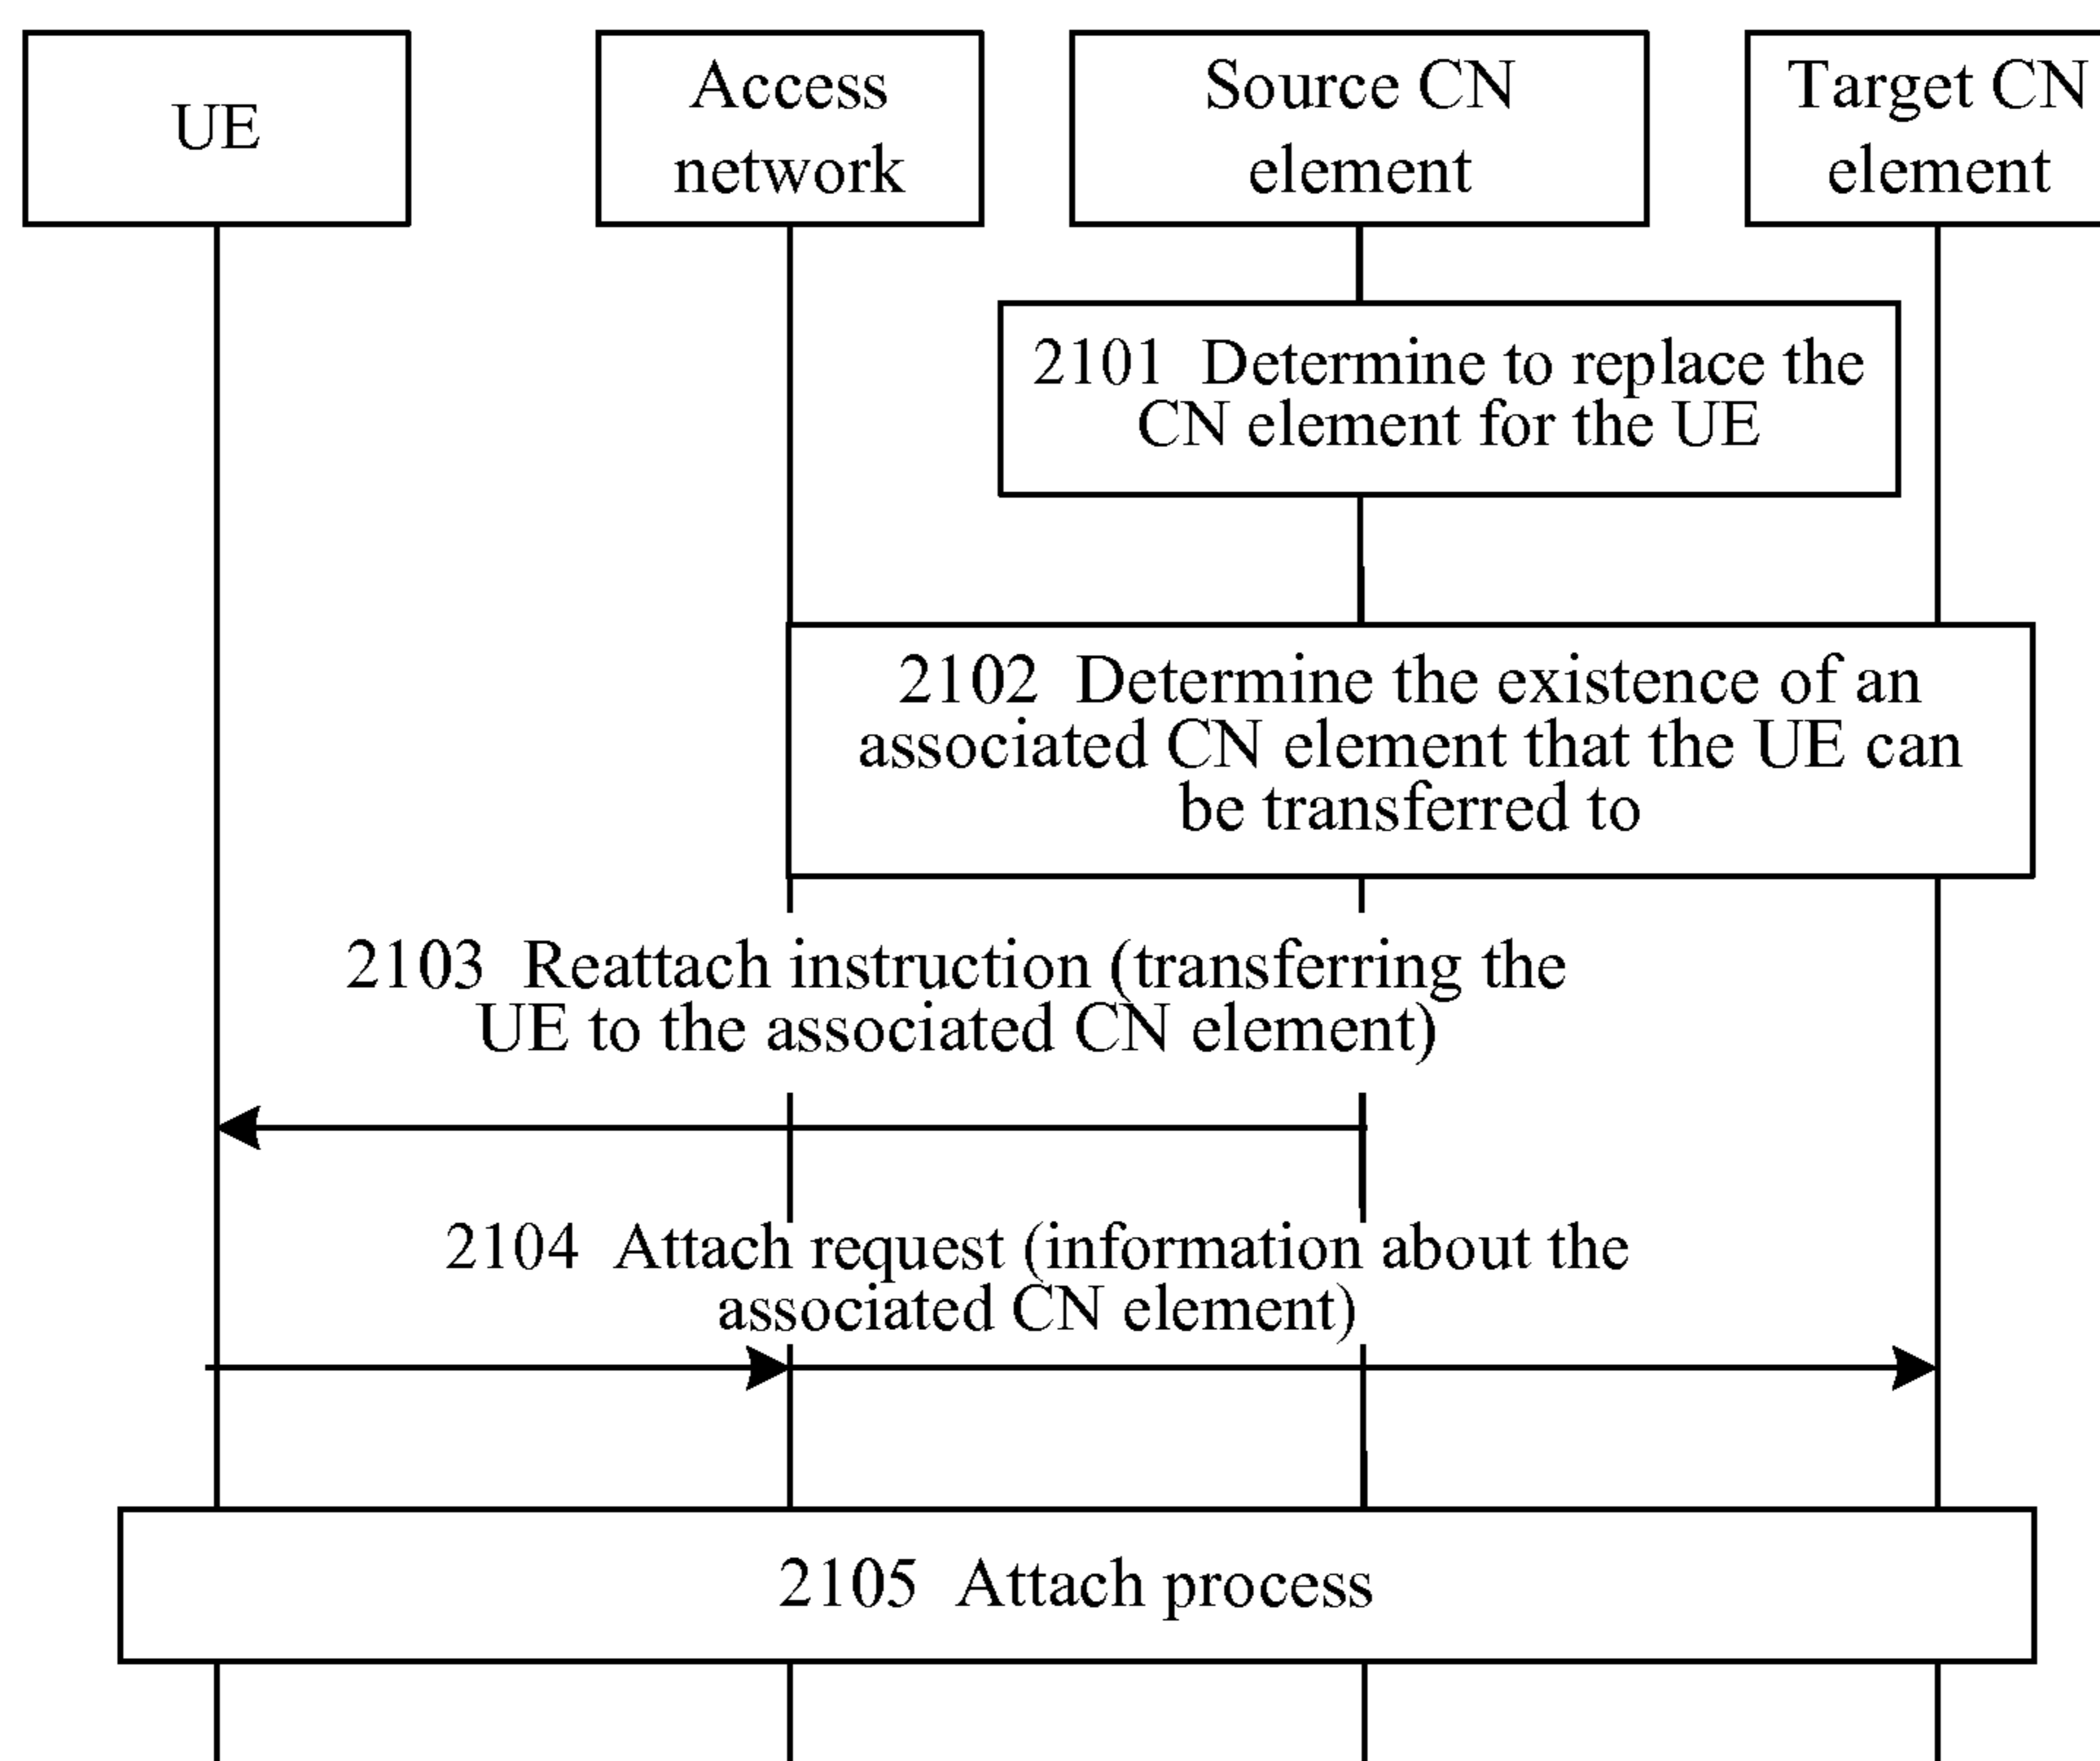 UE
Access
network
Source CN
element
Target CN
element
2101 Determine to replace the
CN element for the UE
2102 Determine the existence of an
associated CN element that the UE can
be transferred to
2103 Reattach instruction (transferring the
UE to the associated CN element)
2104 Attach request (information about the
associated CN element)
2105 Attach process